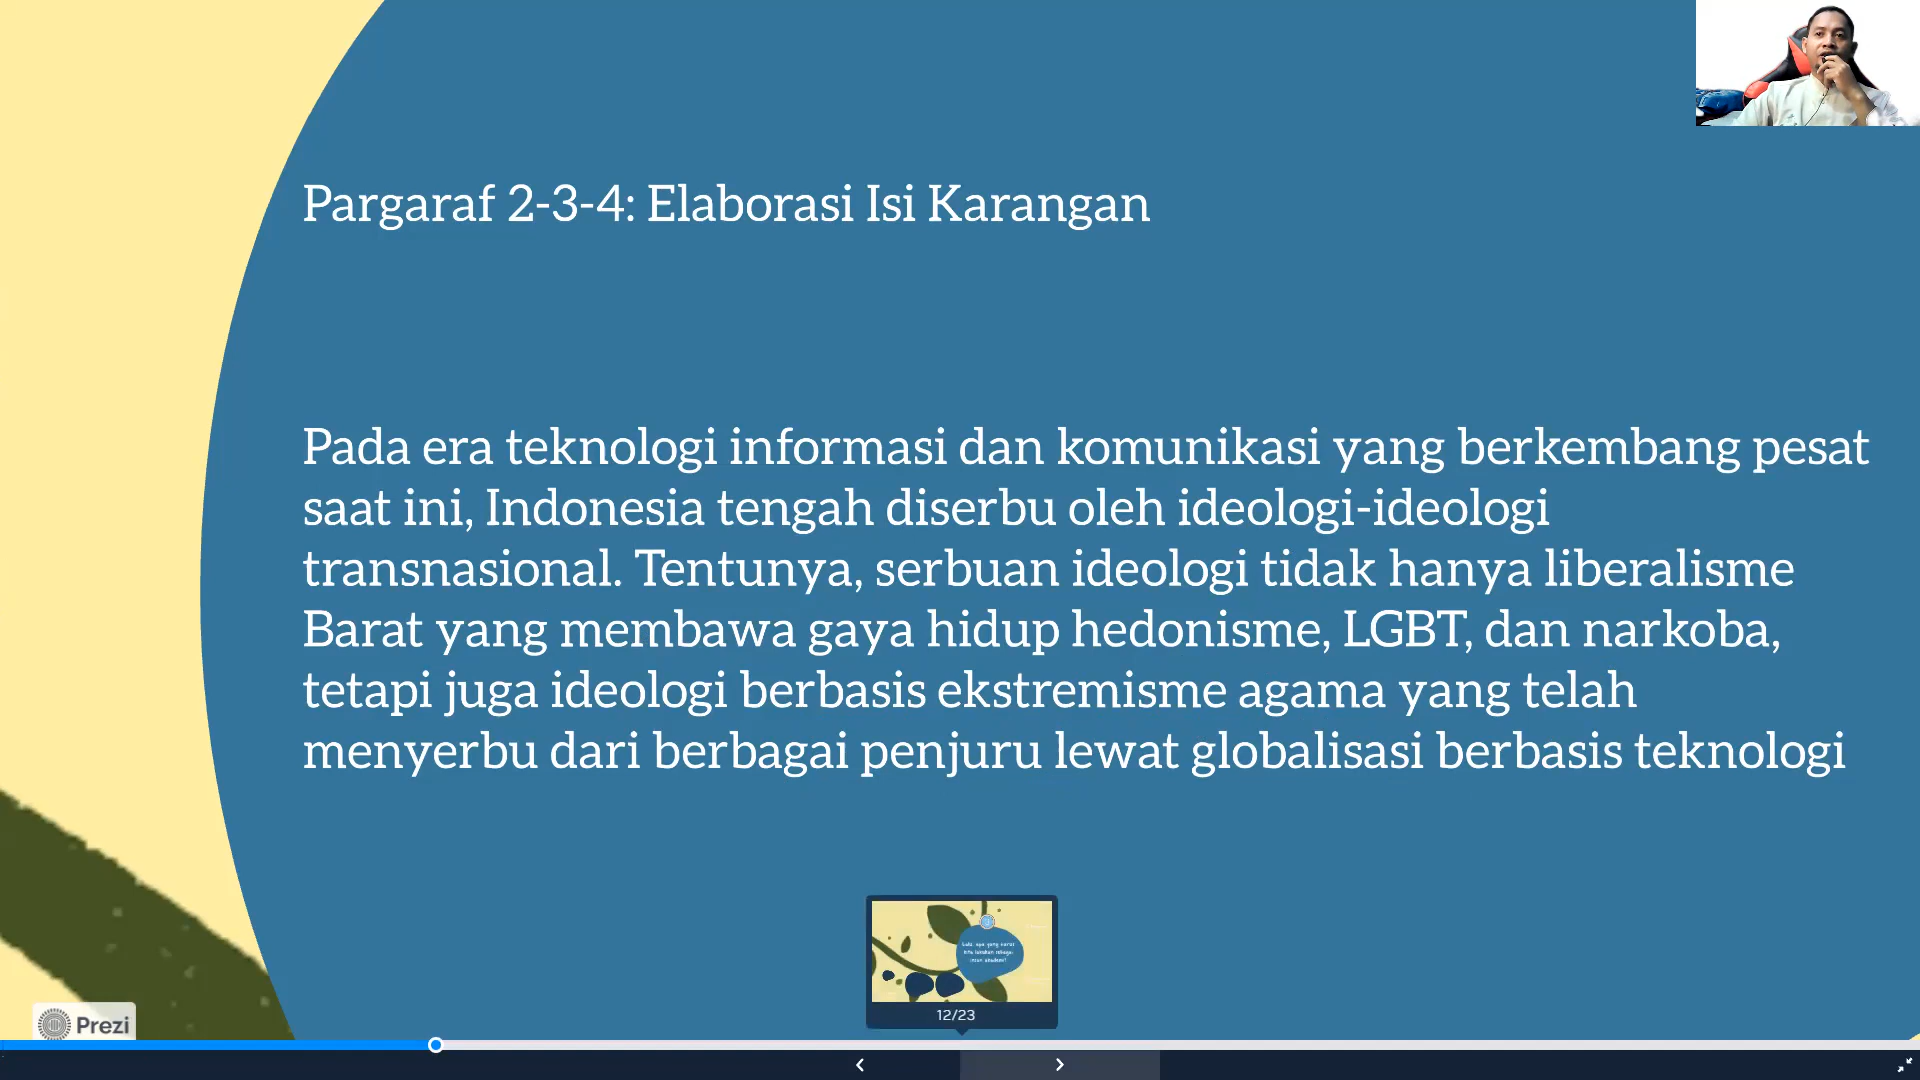 Pargaraf 2-3-4: Elaborasi Isi Karangan
Pada era teknologi informasi dan komunikasi yang berkembang pesat
saat ini, Indonesia tengah diserbu oleh ideologi-ideologi
transnasional. Tentunya, serbuan ideologi tidak hanya liberalisme
Barat yang membawa gaya hidup hedonisme, LGBT, dan narkoba,
tetapi juga ideologi berbasis ekstremisme agama yang telah
menyerbu dari berbagai penjuru lewat globalisasi berbasis teknologi
12/23
Prezi